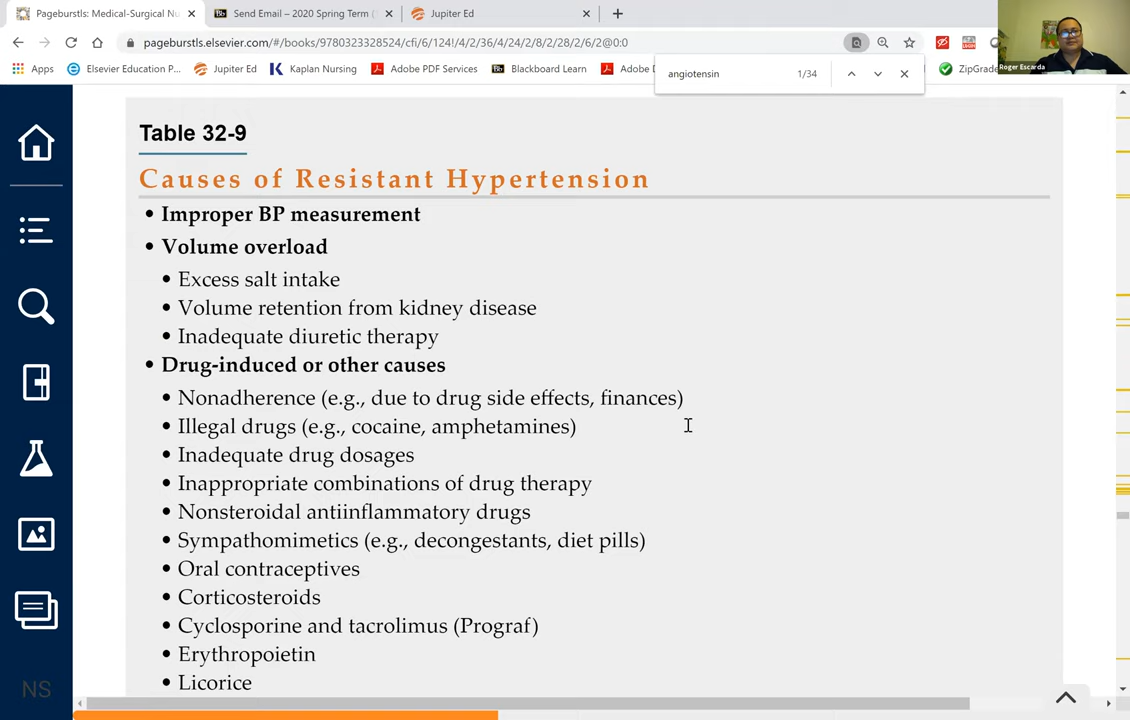 Pageburstls: Medical-Surgical Nu
Send Email – 2020 Spring Term (
Jupiter Ed
pageburstls.elsevier.com/#/books/9780323328524/cfi/6/124!/4/2/36/4/24/2/8/2/28/2/6/2@0:0
Roger Escarda
Apps
Elsevier Education P...
Jupiter Ed
Kaplan Nursing
Adobe PDF Services
Blackboard Learn
Adobe D
ZipGrade
angiotensin
1/34
Table 32-9
Causes of Resistant Hypertension
• Improper BP measurement
• Volume overload
• Excess salt intake
• Volume retention from kidney disease
• Inadequate diuretic therapy
• Drug-induced or other causes
• Nonadherence (e.g., due to drug side effects, finances)
• Illegal drugs (e.g., cocaine, amphetamines)
• Inadequate drug dosages
• Inappropriate combinations of drug therapy
• Nonsteroidal antiinflammatory drugs
• Sympathomimetics (e.g., decongestants, diet pills)
• Oral contraceptives
• Corticosteroids
• Cyclosporine and tacrolimus (Prograf)
• Erythropoietin
• Licorice
NS